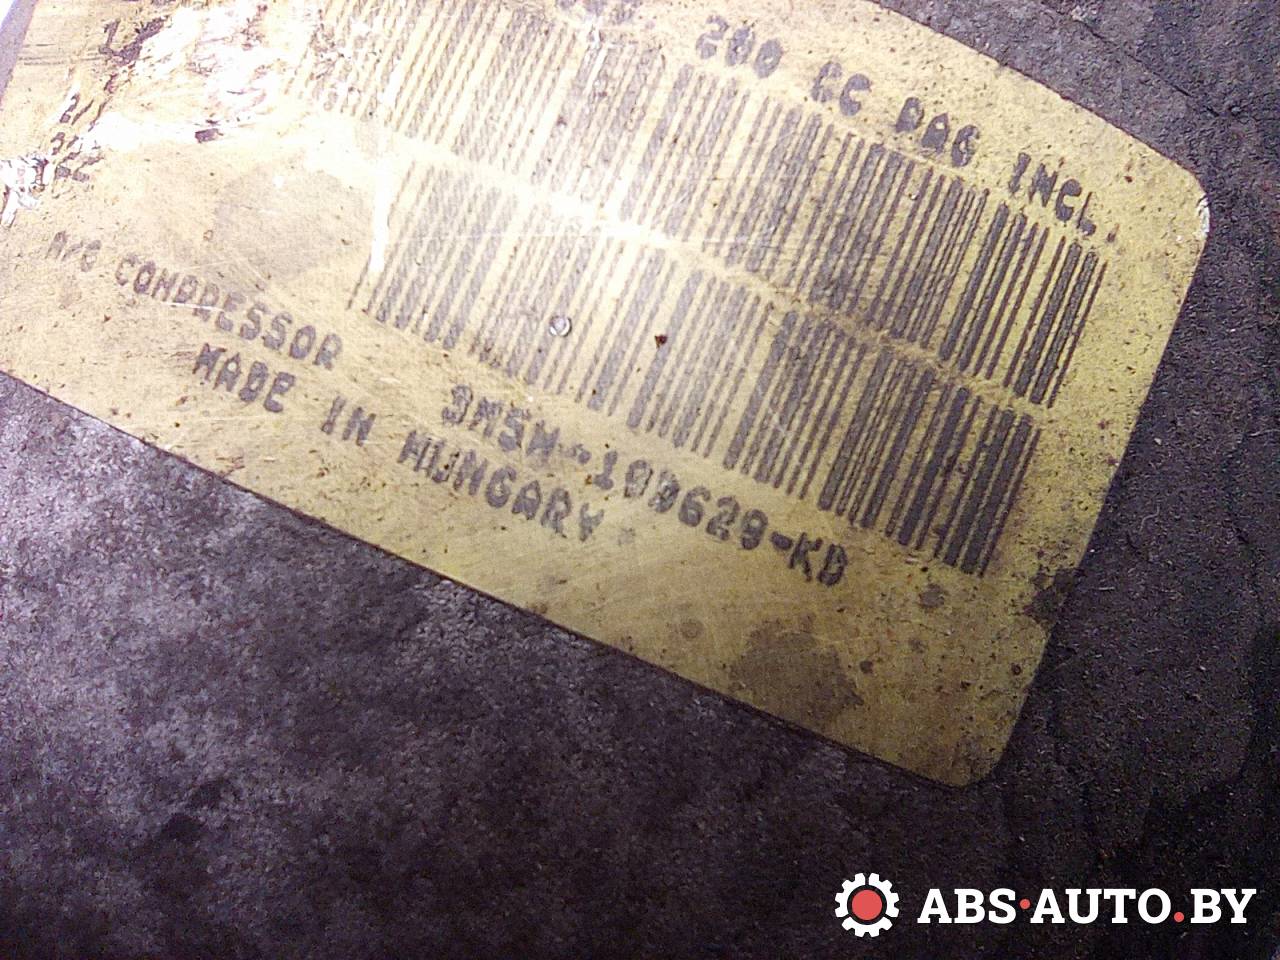 200 CC PAG INCL
A/C COMPRESSOR 3M5H-19D629-KD
MADE IN HUNGARY
ABS·AUTO.BY